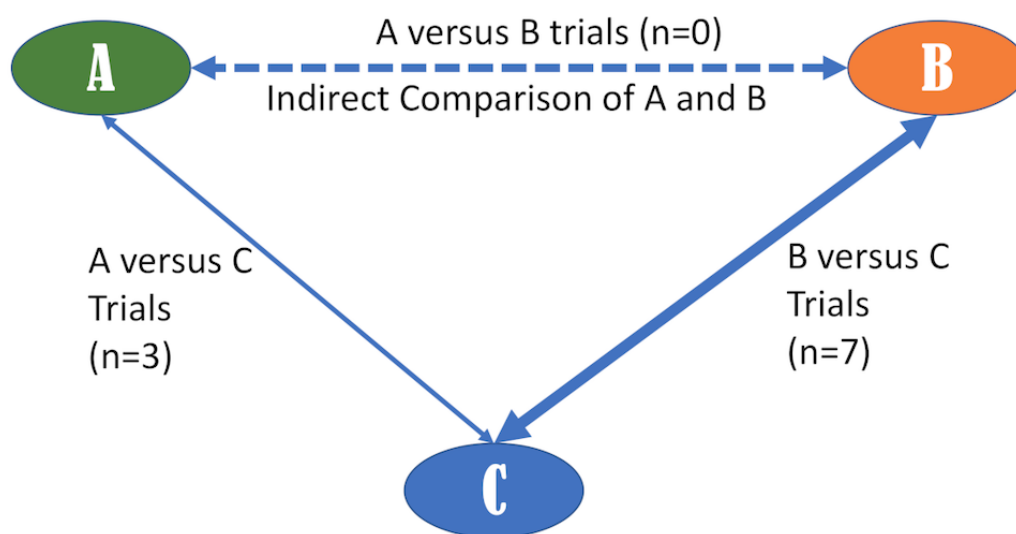 A versus B trials (n=0)
A
B
Indirect Comparison of A and B
A versus C
Trials
(n=3)
B versus C
Trials
(n=7)
C